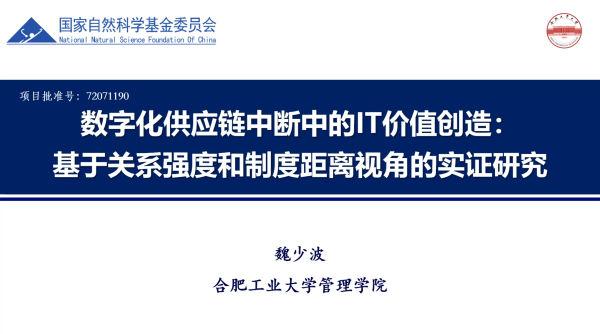 国家自然科学基金委员会
National Natural Science Foundation Of China
项目批准号：72071190
数字化供应链中断中的IT价值创造：
基于关系强度和制度距离视角的实证研究
魏少波
合肥工业大学管理学院